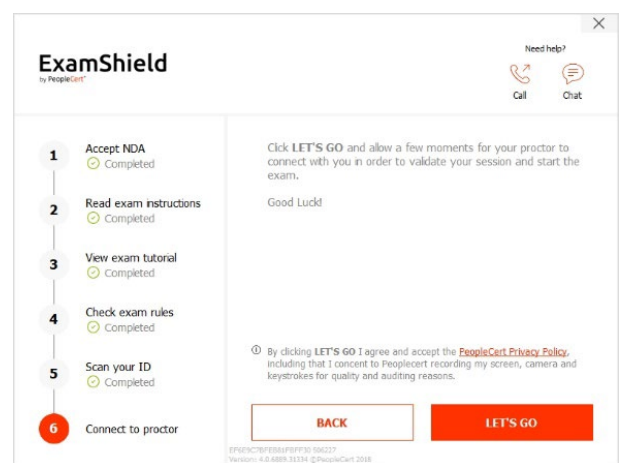 Need help?
ExamShield
by PeopleCert
Call
Chat
1
Accept NDA
Completed
2
Read exam instructions
Completed
3
View exam tutorial
Completed
4
Check exam rules
Completed
5
Scan your ID
Completed
6
Connect to proctor
Click LET'S GO and allow a few moments for your proctor to
connect with you in order to validate your session and start the
exam.
Good Luck!
By clicking LET'S GO I agree and accept the PeopleCert Privacy Policy,
including that I concent to Peoplecert recording my screen, camera and
keystrokes for quality and auditing reasons.
BACK
LET'S GO
©PeopleCert 2018